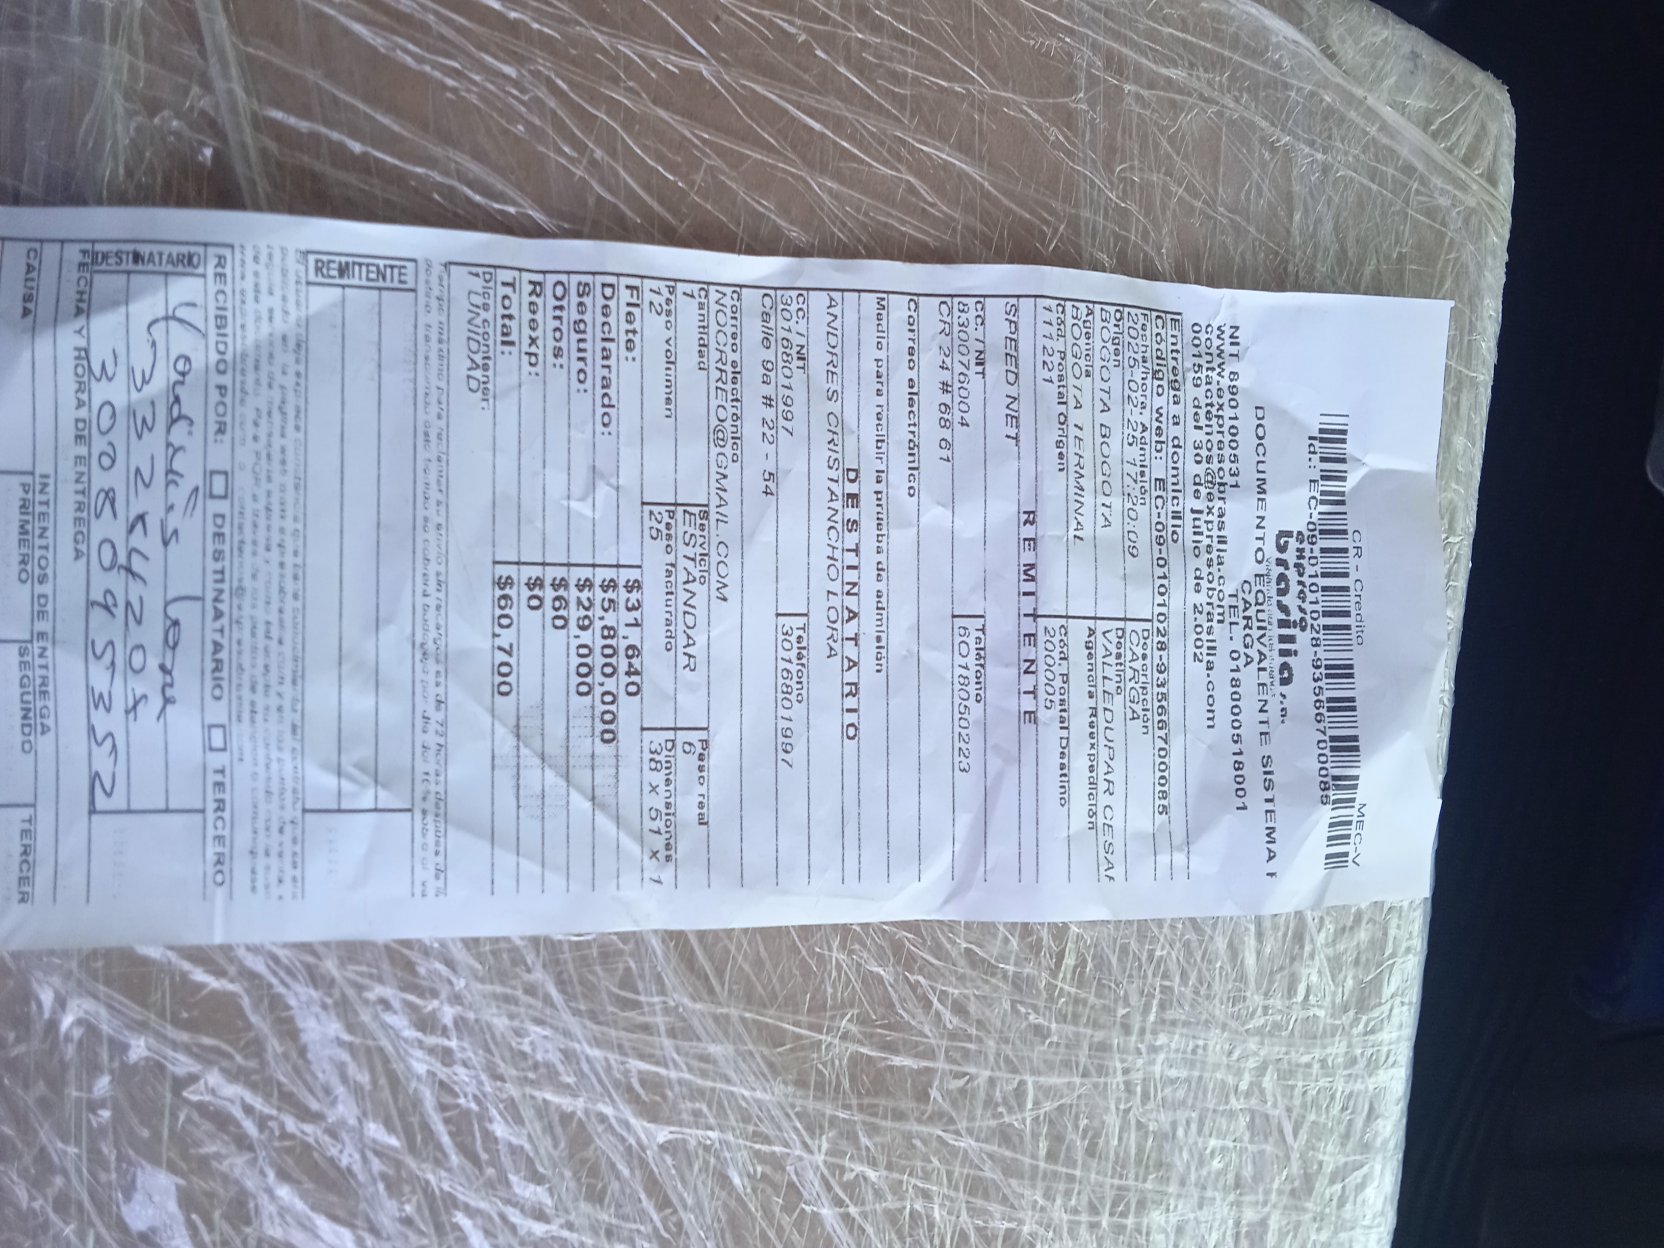 CR - Credito MEC-V
Id: EC-09-0101028-93566700085
expreso
brasilia s.a.
DOCUMENTO EQUIVALENTE SISTEMA
CARGA
NIT 890100531 TEL. 018000518001
www.expresobrasilia.com
contactenos@expresobrasilia.com
00159 del 30 de julio de 2.002
Entrega a domicilio
Código web: EC-09-0101028-93566700085
Fecha/hora, Admisión Descripción
2025-02-25 17:20:09 CARGA
Origen Destino
BOGOTA BOGOTA VALLEDUPAR CESAR
Agencia Agencia Reexpedición
BOGOTA TERMINAL
Cód. Postal Origen Cód. Postal Destino
111221 200005
REMITENTE
SPEED NET
CC. / NIT Teléfono
830076004 6018050223
CR 24 # 68 61
Correo electrónico
Medio para recibir la prueba de admisión
DESTINATARIO
ANDRES CRISTANCHO LORA
CC. / NIT Teléfono
3016801997 3016801997
Calle 9a # 22 - 54
Correo electrónico
NOCORREO@GMAIL.COM
Cantidad Servicio Peso real
1 ESTANDAR 6
Peso volumen Peso facturado Dimensiones
12 25 38 x 51 x 1
Flete: $31,640
Declarado: $5,800,000
Seguro: $29,000
Otros: $60
Reexp: $0
Total: $60,700
Dice contener:
1 UNIDAD
REMITENTE
RECIBIDO POR: DESTINATARIO TERCERO
DESTINATARIO
3008095352
FECHA Y HORA DE ENTREGA
INTENTOS DE ENTREGA
CAUSA PRIMERO SEGUNDO TERCER